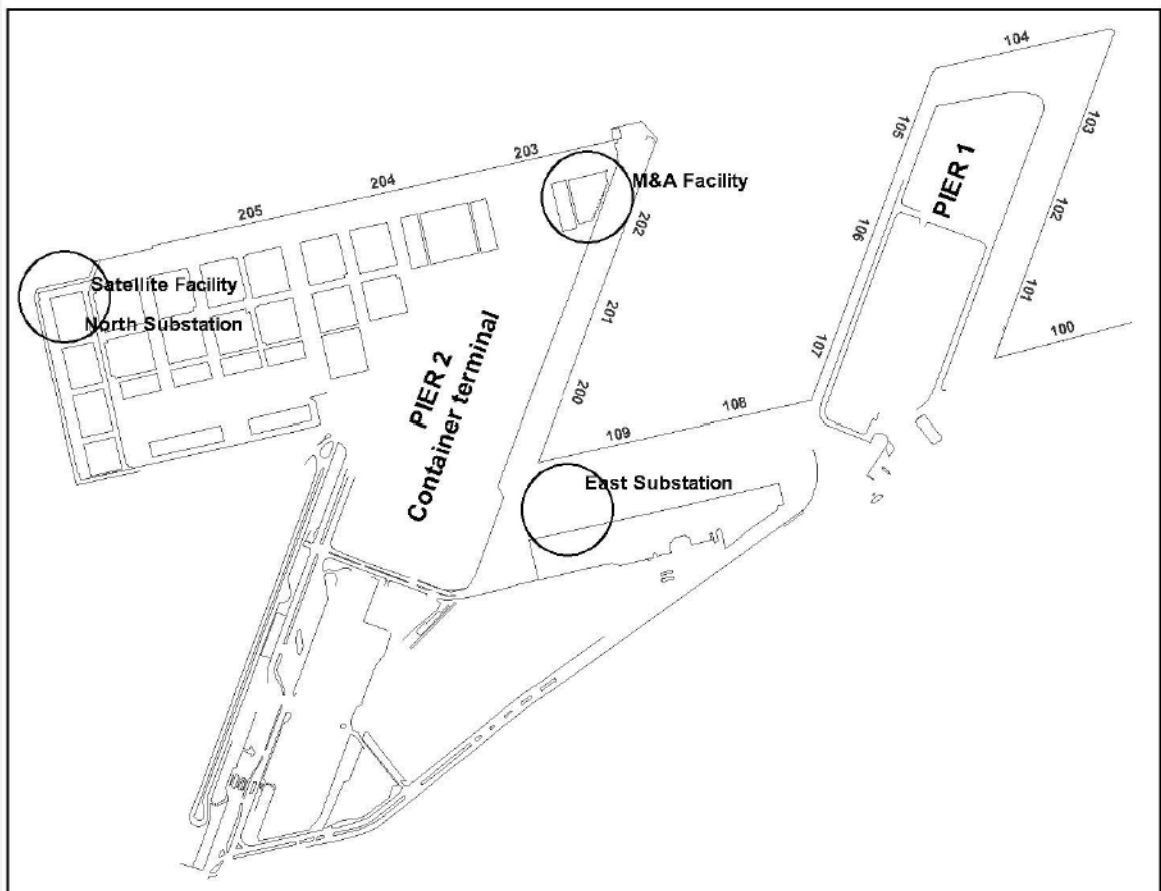 104
105
103
PIER 1
203
204
M&A Facility
205
202
102
106
Satellite Facility
North Substation
201
101
100
107
PIER 2
Container terminal
200
108
109
East Substation